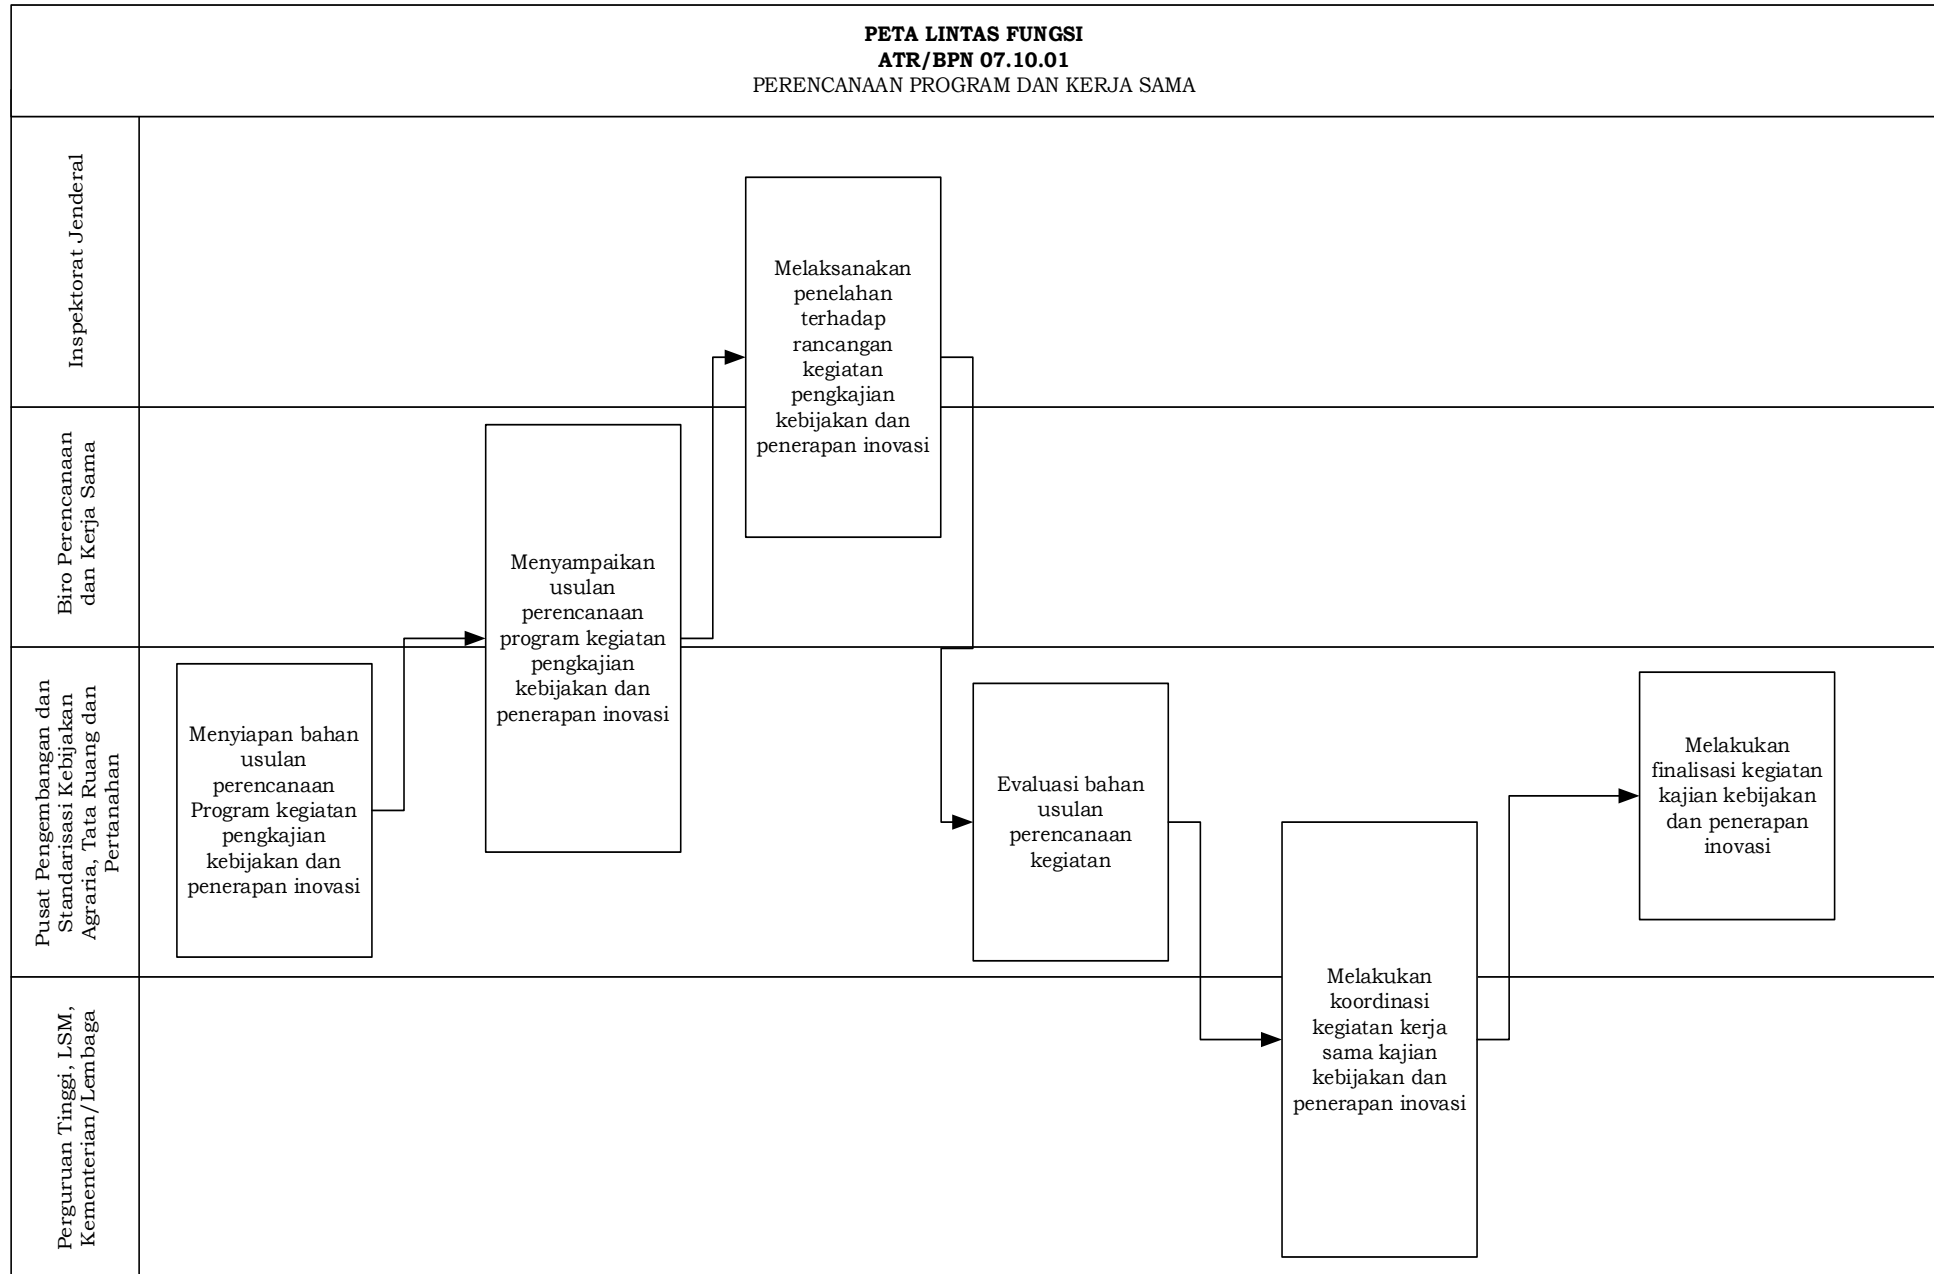 PETA LINTAS FUNGSI
ATR/BPN 07.10.01
PERENCANAAN PROGRAM DAN KERJA SAMA
Inspektorat Jenderal
Melaksanakan
penelahan
terhadap
rancangan
kegiatan
pengkajian
kebijakan dan
penerapan inovasi
Biro Perencanaan
dan Kerja Sama
Menyampaikan
usulan
perencanaan
program kegiatan
pengkajian
kebijakan dan
penerapan inovasi
Pusat Pengembangan dan
Standarisasi Kebijakan
Agraria, Tata Ruang dan
Pertanahan
Menyiapan bahan
usulan
perencanaan
Program kegiatan
pengkajian
kebijakan dan
penerapan inovasi
Evaluasi bahan
usulan
perencanaan
kegiatan
Melakukan
finalisasi kegiatan
kajian kebijakan
dan penerapan
inovasi
Perguruan Tinggi, LSM,
Kementerian/Lembaga
Melakukan
koordinasi
kegiatan kerja
sama kajian
kebijakan dan
penerapan inovasi